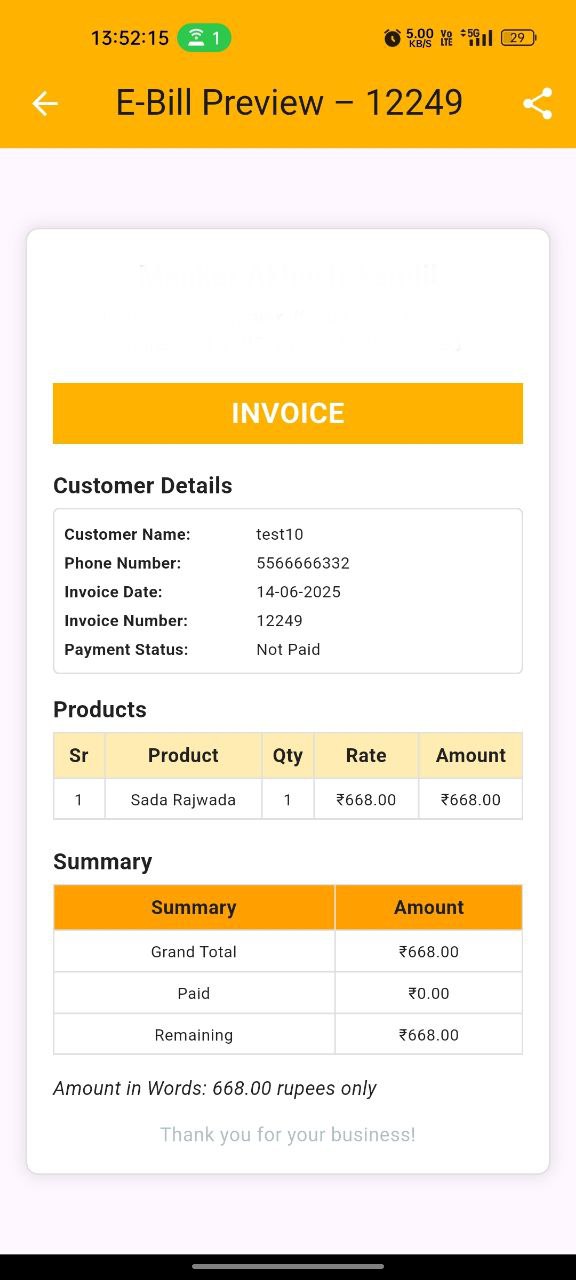 13:52:15 1 5.00 KB/S Vo LTE 5G 29
E-Bill Preview – 12249
INVOICE
Customer Details
Customer Name: test10
Phone Number: 5566666332
Invoice Date: 14-06-2025
Invoice Number: 12249
Payment Status: Not Paid
Products
Sr Product Qty Rate Amount
1 Sada Rajwada 1 ₹668.00 ₹668.00
Summary
Summary Amount
Grand Total ₹668.00
Paid ₹0.00
Remaining ₹668.00
Amount in Words: 668.00 rupees only
Thank you for your business!